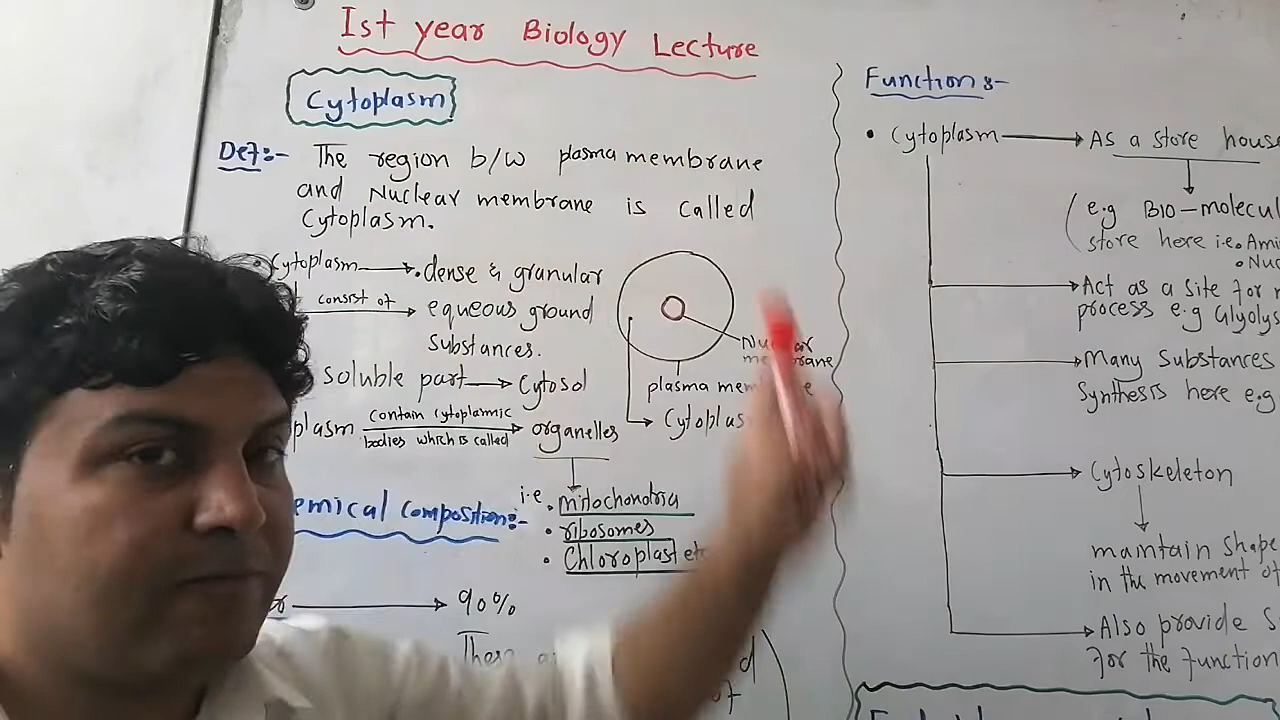 Ist year Biology Lecture
Cytoplasm
Def:- The region b/w plasma membrane
and Nuclear membrane is called
Cytoplasm.
Cytoplasm → • dense & granular
consist of → equeous ground
Substances.
soluble part → Cytosol
plasm contain cytoplasmic → organelles
bodies which is called
i.e • mitochondria
• ribosomes
• Chloroplast etc
emical composition:-
→ 90%
Nuclear
membrane
plasma membrane
→ Cytoplas
Functions:-
• Cytoplasm → As a store hous
(e.g BIO-molecul
store here i.e • Ami
• Nuc
→ Act as a site for
process e.g Glyolys
→ Many Substances
Synthesis here e.g
→ Cytoskeleton
maintain shape
in the movement of
→ Also provide S
for the function